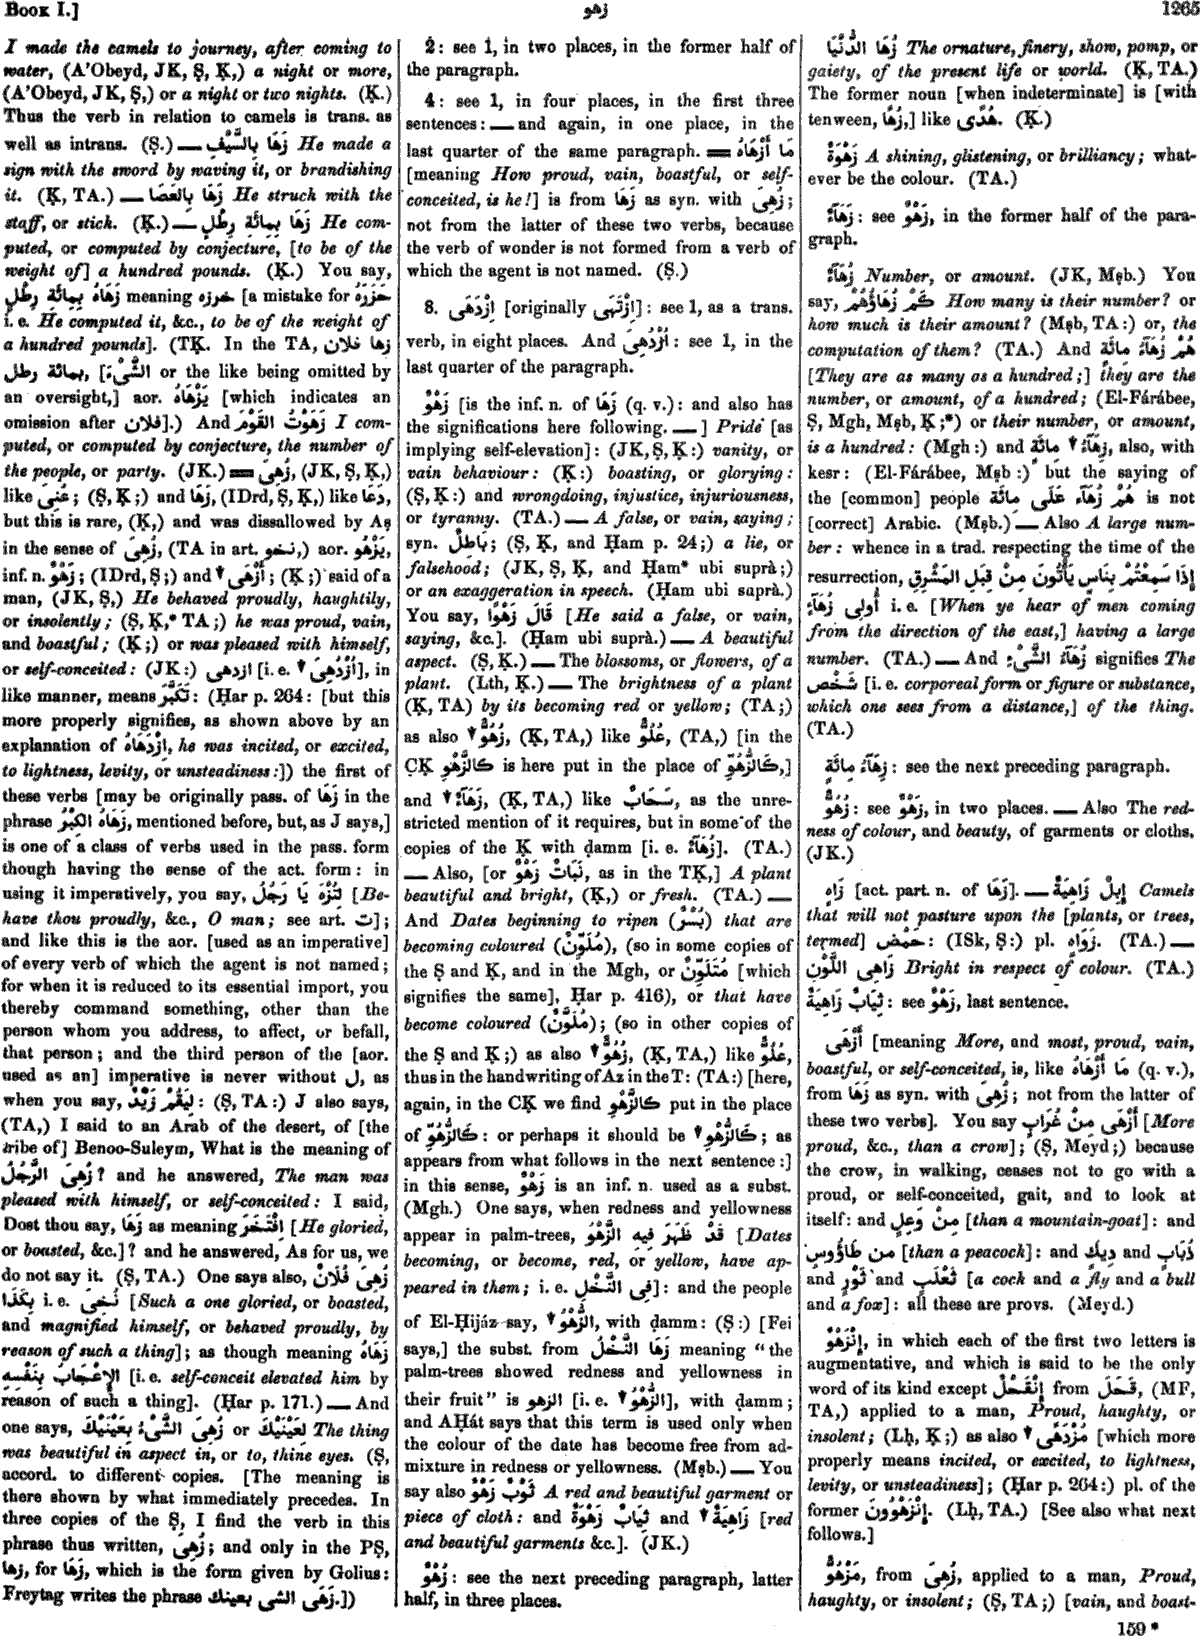 Book I.]
زهو
1265
I made the camels to journey, after coming to
water, (A'Obeyd, JK, Ṣ, Ḳ,) a night or more,
(A'Obeyd, JK, Ṣ,) or a night or two nights. (Ḳ.)
Thus the verb in relation to camels is trans. as
well as intrans. (Ṣ.) — زَهَا بِالسَّيْفِ He made a
sign with the sword by waving it, or brandishing
it. (Ḳ, TA.) — زَهَا بِالعَصَا He struck with the
staff, or stick. (Ḳ.) — زَهَا بِمِائَةِ رِطْلٍ He com-
puted, or computed by conjecture, [to be of the
weight of] a hundred pounds. (Ḳ.) You say,
زَهَاهُ بِمِائَةِ رِطْلٍ meaning خرزه [a mistake for حَزَرَهُ
i. e. He computed it, &c., to be of the weight of
a hundred pounds]. (TḲ. In the TA, زها فلان
بمائة رطل, [الشَّىْءَ or the like being omitted by
an oversight,] aor. يَزْهَاهُ [which indicates an
omission after فلان].) And زَهَوْتُ القَوْمَ I com-
puted, or computed by conjecture, the number of
the people, or party. (JK.) = زُهِىَ, (JK, Ṣ, Ḳ,)
like عُنِىَ; (Ṣ, Ḳ;) and زَهَا, (IDrd, Ṣ, Ḳ,) like دَعَا
but this is rare, (Ḳ,) and was dissallowed by Aṣ
in the sense of زُهِىَ, (TA in art. نخو,) aor. يَزْهُو,
inf. n. زَهْوٌ; (IDrd, Ṣ;) and ↑ أَزْهَى; (Ḳ;) said of a
man, (JK, Ṣ,) He behaved proudly, haughtily,
or insolently; (Ṣ, Ḳ,* TA;) he was proud, vain,
and boastful; (Ḳ;) or was pleased with himself,
or self-conceited: (JK:) ازدهى [i. e. ↑ اُزْدُهِىَ], in
like manner, means تَكَبَّرَ: (Ḥar p. 264: [but this
more properly signifies, as shown above by an
explanation of اِزْدَهَاهُ, he was incited, or excited,
to lightness, levity, or unsteadiness:]) the first of
these verbs [may be originally pass. of زَهَا in the
phrase زَهَاهُ الكِبْرُ, mentioned before, but, as J says,]
is one of a class of verbs used in the pass. form
though having the sense of the act. form: in
using it imperatively, you say, لِتُزْهَ يَا رَجُلُ [Be-
have thou proudly, &c., O man; see art. ت];
and like this is the aor. [used as an imperative]
of every verb of which the agent is not named;
for when it is reduced to its essential import, you
thereby command something, other than the
person whom you address, to affect, or befall,
that person; and the third person of the [aor.
used as an] imperative is never without ل, as
when you say, لِيَقُمْ زَيْدٌ: (Ṣ, TA:) J also says,
(TA,) I said to an Arab of the desert, of [the
tribe of] Benoo-Suleym, What is the meaning of
زُهِىَ الرَّجُلُ? and he answered, The man was
pleased with himself, or self-conceited: I said,
Dost thou say, زَهَا as meaning اِفْتَخَرَ [He gloried,
or boasted, &c.]? and he answered, As for us, we
do not say it. (Ṣ, TA.) One says also, زُهِىَ فُلَانٌ
بِكَذَا i. e. نُخِىَ [Such a one gloried, or boasted,
and magnified himself, or behaved proudly, by
reason of such a thing]; as though meaning زَهَاهُ
الإِعْجَابُ بِنَفْسِهِ [i. e. self-conceit elevated him by
reason of such a thing]. (Ḥar p. 171.) — And
one says, زُهِىَ الشَّىْءُ بِعَيْنَيْكَ or لِعَيْنَيْكَ The thing
was beautiful in aspect in, or to, thine eyes. (Ṣ,
accord. to different copies. [The meaning is
there shown by what immediately precedes. In
three copies of the Ṣ, I find the verb in this
phrase thus written, زُهِىَ; and only in the PṢ,
زها, for زَهَا, which is the form given by Golius:
Freytag writes the phrase زَهَى الشى بعينك.])
2: see 1, in two places, in the former half of
the paragraph.
4: see 1, in four places, in the first three
sentences: — and again, in one place, in the
last quarter of the same paragraph. = مَا أَزْهَاهُ
[meaning How proud, vain, boastful, or self-
conceited, is he!] is from زَهَا as syn. with زُهِىَ;
not from the latter of these two verbs, because
the verb of wonder is not formed from a verb of
which the agent is not named. (Ṣ.)
8. اِزْدَهَى [originally اِزْتَهَى]: see 1, as a trans.
verb, in eight places. And اُزْدُهِىَ: see 1, in the
last quarter of the paragraph.
زَهْوٌ [is the inf. n. of زَهَا (q. v.): and also has
the significations here following. — ] Pride [as
implying self-elevation]: (JK, Ṣ, Ḳ:) vanity, or
vain behaviour: (Ḳ:) boasting, or glorying:
(Ṣ, Ḳ:) and wrongdoing, injustice, injuriousness,
or tyranny. (TA.) — A false, or vain, saying;
syn. بَاطِلٌ; (Ṣ, Ḳ, and Ḥam p. 24;) a lie, or
falsehood; (JK, Ṣ, Ḳ, and Ḥam* ubi suprà;)
or an exaggeration in speech. (Ḥam ubi suprà.)
You say, قَالَ زَهْوًا [He said a false, or vain,
saying, &c.]. (Ḥam ubi suprà.) — A beautiful
aspect. (Ṣ, Ḳ.) — The blossoms, or flowers, of a
plant. (Lth, Ḳ.) — The brightness of a plant
(Ḳ, TA) by its becoming red or yellow; (TA;)
as also ↑ زُهُوٌّ, (Ḳ, TA,) like عُلُوٌّ, (TA,) [in the
CḲ كَالزَّهْوِ is here put in the place of كَالزُّهُوِّ,]
and ↑ زَهَآءٌ, (Ḳ, TA,) like سَحَابٌ, as the unre-
stricted mention of it requires, but in some of the
copies of the Ḳ with ḍamm [i. e. زُهَآءٌ]. (TA.)
— Also, [or نَبَاتٌ زَهْوٌ, as in the TḲ,] A plant
beautiful and bright, (Ḳ,) or fresh. (TA.) —
And Dates beginning to ripen (بُسْرٌ) that are
becoming coloured (مُلَوِّنٌ), (so in some copies of
the Ṣ and Ḳ, and in the Mgh, or مُتَلَوِّنٌ [which
signifies the same], Ḥar p. 416), or that have
become coloured (مُلَوَّنٌ); (so in other copies of
the Ṣ and Ḳ;) as also ↑ زُهُوٌّ, (Ḳ, TA,) like عُلُوٌّ,
thus in the handwriting of Az in the T: (TA:) [here,
again, in the CḲ we find كَالزَّهْوِ put in the place
of كَالزُّهُوِّ: or perhaps it should be ↑ كَالزُّهْوِ; as
appears from what follows in the next sentence:]
in this sense, زَهْوٌ is an inf. n. used as a subst.
(Mgh.) One says, when redness and yellowness
appear in palm-trees, قَدْ ظَهَرَ فِيهِ الزَّهْوُ [Dates
becoming, or become, red, or yellow, have ap-
peared in them; i. e. فِى النَّخْلِ]: and the people
of El-Ḥijáz say, ↑ الزُّهْوُ, with ḍamm: (Ṣ:) [Fei
says,] the subst. from زَهَا النَّخْلُ meaning "the
palm-trees showed redness and yellowness in
their fruit" is الزهو [i. e. ↑ الزُّهْوُ], with ḍamm;
and AḤát says that this term is used only when
the colour of the date has become free from ad-
mixture in redness or yellowness. (Mṣb.) — You
say also ثَوْبٌ زَهْوٌ A red and beautiful garment or
piece of cloth: and ثِيَابٌ زَهْوَةٌ and ↑ زَاهِيَةٌ [red
and beautiful garments &c.]. (JK.)
زُهْوٌ: see the next preceding paragraph, latter
half, in three places.
زَهَا الدُّنْيَا The ornature, finery, show, pomp, or
gaiety, of the present life or world. (Ḳ, TA.)
The former noun [when indeterminate] is [with
tenween, زَهًا,] like هُدًى. (Ḳ.)
زَهْوَةٌ A shining, glistening, or brilliancy; what-
ever be the colour. (TA.)
زَهَآءٌ: see زَهْوٌ, in the former half of the para-
graph.
زُهَآءٌ Number, or amount. (JK, Mṣb.) You
say, كَمْ زُهَاؤُهُمْ How many is their number? or
how much is their amount? (Mṣb, TA:) or, the
computation of them? (TA.) And هُمْ زُهَآءُ مِائَةٍ
[They are as many as a hundred;] they are the
number, or amount, of a hundred; (El-Fárábee,
Ṣ, Mgh, Mṣb, Ḳ;*) or their number, or amount,
is a hundred: (Mgh:) and ↑ زِهَآءُ مائة, also, with
kesr: (El-Fárábee, Mṣb:) but the saying of
the [common] people هُمْ زُهَآء عَلَى مِائَة is not
[correct] Arabic. (Mṣb.) — Also A large num-
ber: whence in a trad. respecting the time of the
resurrection, إِذَا سَمِعْتُمْ بِنَاسٍ يَأْتُونَ مِنْ قِبَلِ المَشْرِقِ
أُولِى زُهَآءٍ i. e. [When ye hear of men coming
from the direction of the east,] having a large
number. (TA.) — And زُهَآءُ الشَّىْءِ signifies The
شَخْص [i. e. corporeal form or figure or substance,
which one sees from a distance,] of the thing.
(TA.)
زِهَآءُ مِائَةٍ: see the next preceding paragraph.
زُهُوٌّ: see زَهْوٌ, in two places. — Also The red-
ness of colour, and beauty, of garments or cloths,
(JK.)
زَاهٍ [act. part. n. of زَهَا]. — إِبِلٌ زَاهِيَةٌ Camels
that will not pasture upon the [plants, or trees,
termed] حَمْض: (ISk, Ṣ:) pl. زَوَاهٍ. (TA.) —
زَاهِى اللَّوْنِ Bright in respect of colour. (TA.)
ثِيَابٌ زَاهِيَةٌ: see زَهْوٌ, last sentence.
أَزْهَى [meaning More, and most, proud, vain,
boastful, or self-conceited, is, like مَا أَزْهَاهُ (q. v.),
from زَهَا as syn. with زُهِىَ; not from the latter of
these two verbs]. You say أَزْهَى مِنْ غُرَابٍ [More
proud, &c., than a crow]; (Ṣ, Meyd;) because
the crow, in walking, ceases not to go with a
proud, or self-conceited, gait, and to look at
itself: and مِنْ وَعِلٍ [than a mountain-goat]: and
من طَاوُوسٍ [than a peacock]: and دِيكٍ and ذُبَابٍ
and ثَوْرٍ and ثَعْلَبٍ [a cock and a fly and a bull
and a fox]: all these are provs. (Meyd.)
إِنْزَهْوٌ, in which each of the first two letters is
augmentative, and which is said to be the only
word of its kind except إِنْقَحْلٌ from قَحَلَ, (MF,
TA,) applied to a man, Proud, haughty, or
insolent; (Lḥ, Ḳ;) as also ↑ مُزْدَهًى [which more
properly means incited, or excited, to lightness,
levity, or unsteadiness]; (Ḥar p. 264:) pl. of the
former إِنْزَهْوُونَ. (Lḥ, TA.) [See also what next
follows.]
مَزْهُوٌّ, from زُهِىَ, applied to a man, Proud,
haughty, or insolent; (Ṣ, TA;) [vain, and boast-
159 *